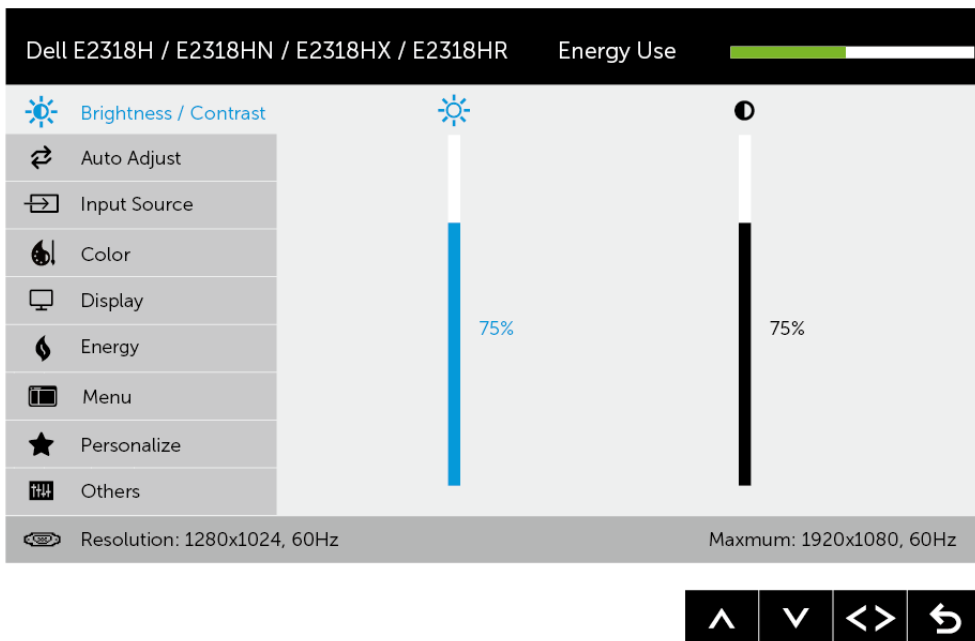 Dell E2318H / E2318HN / E2318HX / E2318HR Energy Use
Brightness / Contrast
Auto Adjust
Input Source
Color
Display
75% 75%
Energy
Menu
Personalize
Others
Resolution: 1280x1024, 60Hz Maxmum: 1920x1080, 60Hz